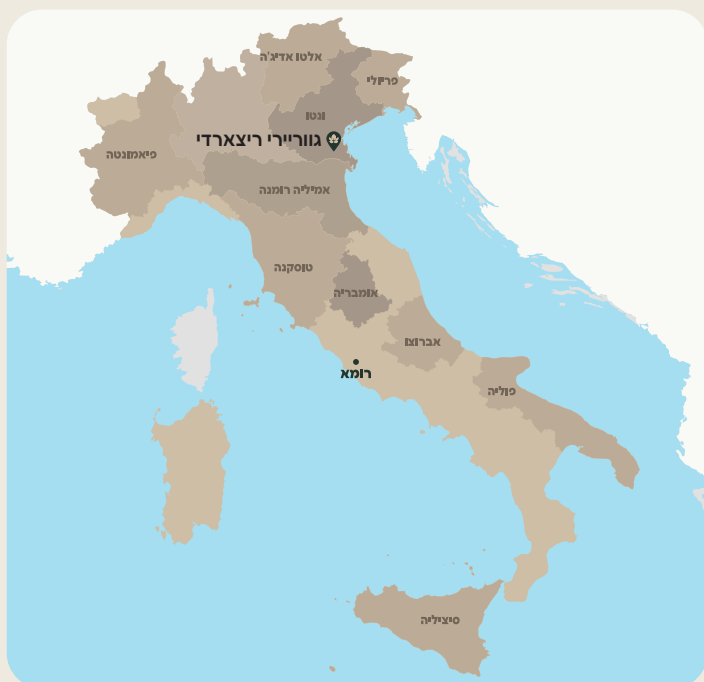 אלטו אדיג'ה
פריולי
ונטו
גווריירי ריצארדי
פיאמונטה
אמיליה רומנה
טוסקנה
אומבריה
אברוצו
רומא
פוליה
סיציליה